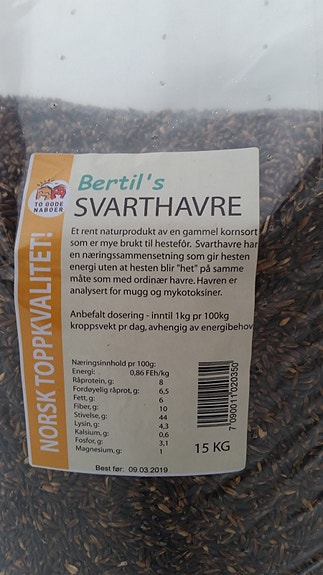 TO GODE
NABOER
NORSK TOPPKVALITET!
Bertil's
SVARTHAVRE
Et rent naturprodukt av en gammel kornsort
som er mye brukt til hestefôr. Svarthavre har
en næringssammensetning som gir hesten
energi uten at hesten blir "het" på samme
måte som med ordinær havre. Havren er
analysert for mugg og mykotoksiner.
Anbefalt dosering - inntil 1kg pr 100kg
kroppsvekt pr dag, avhengig av energibehov
Næringsinnhold pr 100g:
Energi: 0,86 FEh/kg
Råprotein, g: 8
Fordøyelig råprot, g: 6,5
Fett, g: 6
Fiber, g: 10
Stivelse, g: 44
Lysin, g: 4,3
Kalsium, g: 0,6
Fosfor, g: 3,1
Magnesium, g: 1
7 090011 020350
15 KG
Best før: 09.03.2019